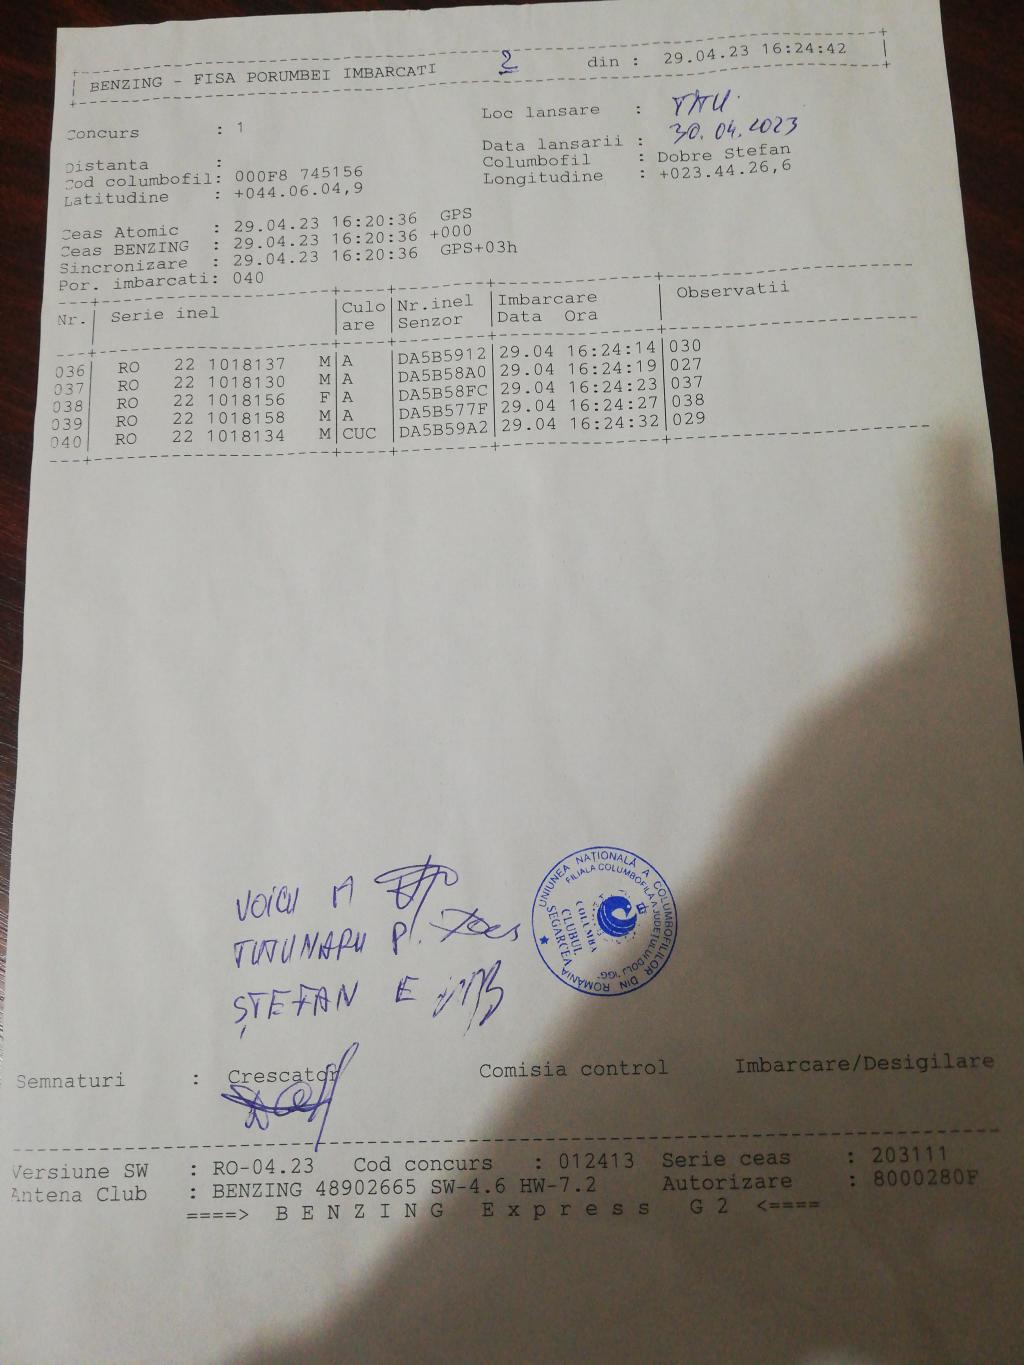 BENZING - FISA PORUMBEI IMBARCATI 2 din : 29.04.23 16:24:42
Concurs : 1 Loc lansare :
Data lansarii : 30.04.2023
Distanta : Columbofil : Dobre Stefan
Cod columbofil: 000F8 745156 Longitudine : +023.44.26,6
Latitudine : +044.06.04,9
Ceas Atomic : 29.04.23 16:20:36 GPS
Ceas BENZING : 29.04.23 16:20:36 +000
Sincronizare : 29.04.23 16:20:36 GPS+03h
Por. imbarcati: 040
Nr. Serie inel Culo Nr.inel Imbarcare Observatii
are Senzor Data Ora
036 RO 22 1018137 M A DA5B5912 29.04 16:24:14 030
037 RO 22 1018130 M A DA5B58A0 29.04 16:24:19 027
038 RO 22 1018156 F A DA5B58FC 29.04 16:24:23 037
039 RO 22 1018158 M A DA5B577F 29.04 16:24:27 038
040 RO 22 1018134 M CUC DA5B59A2 29.04 16:24:32 029
VOICU M
TUTUNARU P.
ȘTEFAN E
UNIUNEA NAȚIONALĂ A COLUMBOFILILOR DIN ROMÂNIA
FILIALA COLUMBOFILĂ A JUDEȚULUI DOLJ
COLUMBA
CLUBUL
SEGARCEA
Semnaturi : Crescator Comisia control Imbarcare/Desigilare
Versiune SW : RO-04.23 Cod concurs : 012413 Serie ceas : 203111
Antena Club : BENZING 48902665 SW-4.6 HW-7.2 Autorizare : 8000280F
====> B E N Z I N G E x p r e s s G 2 <====